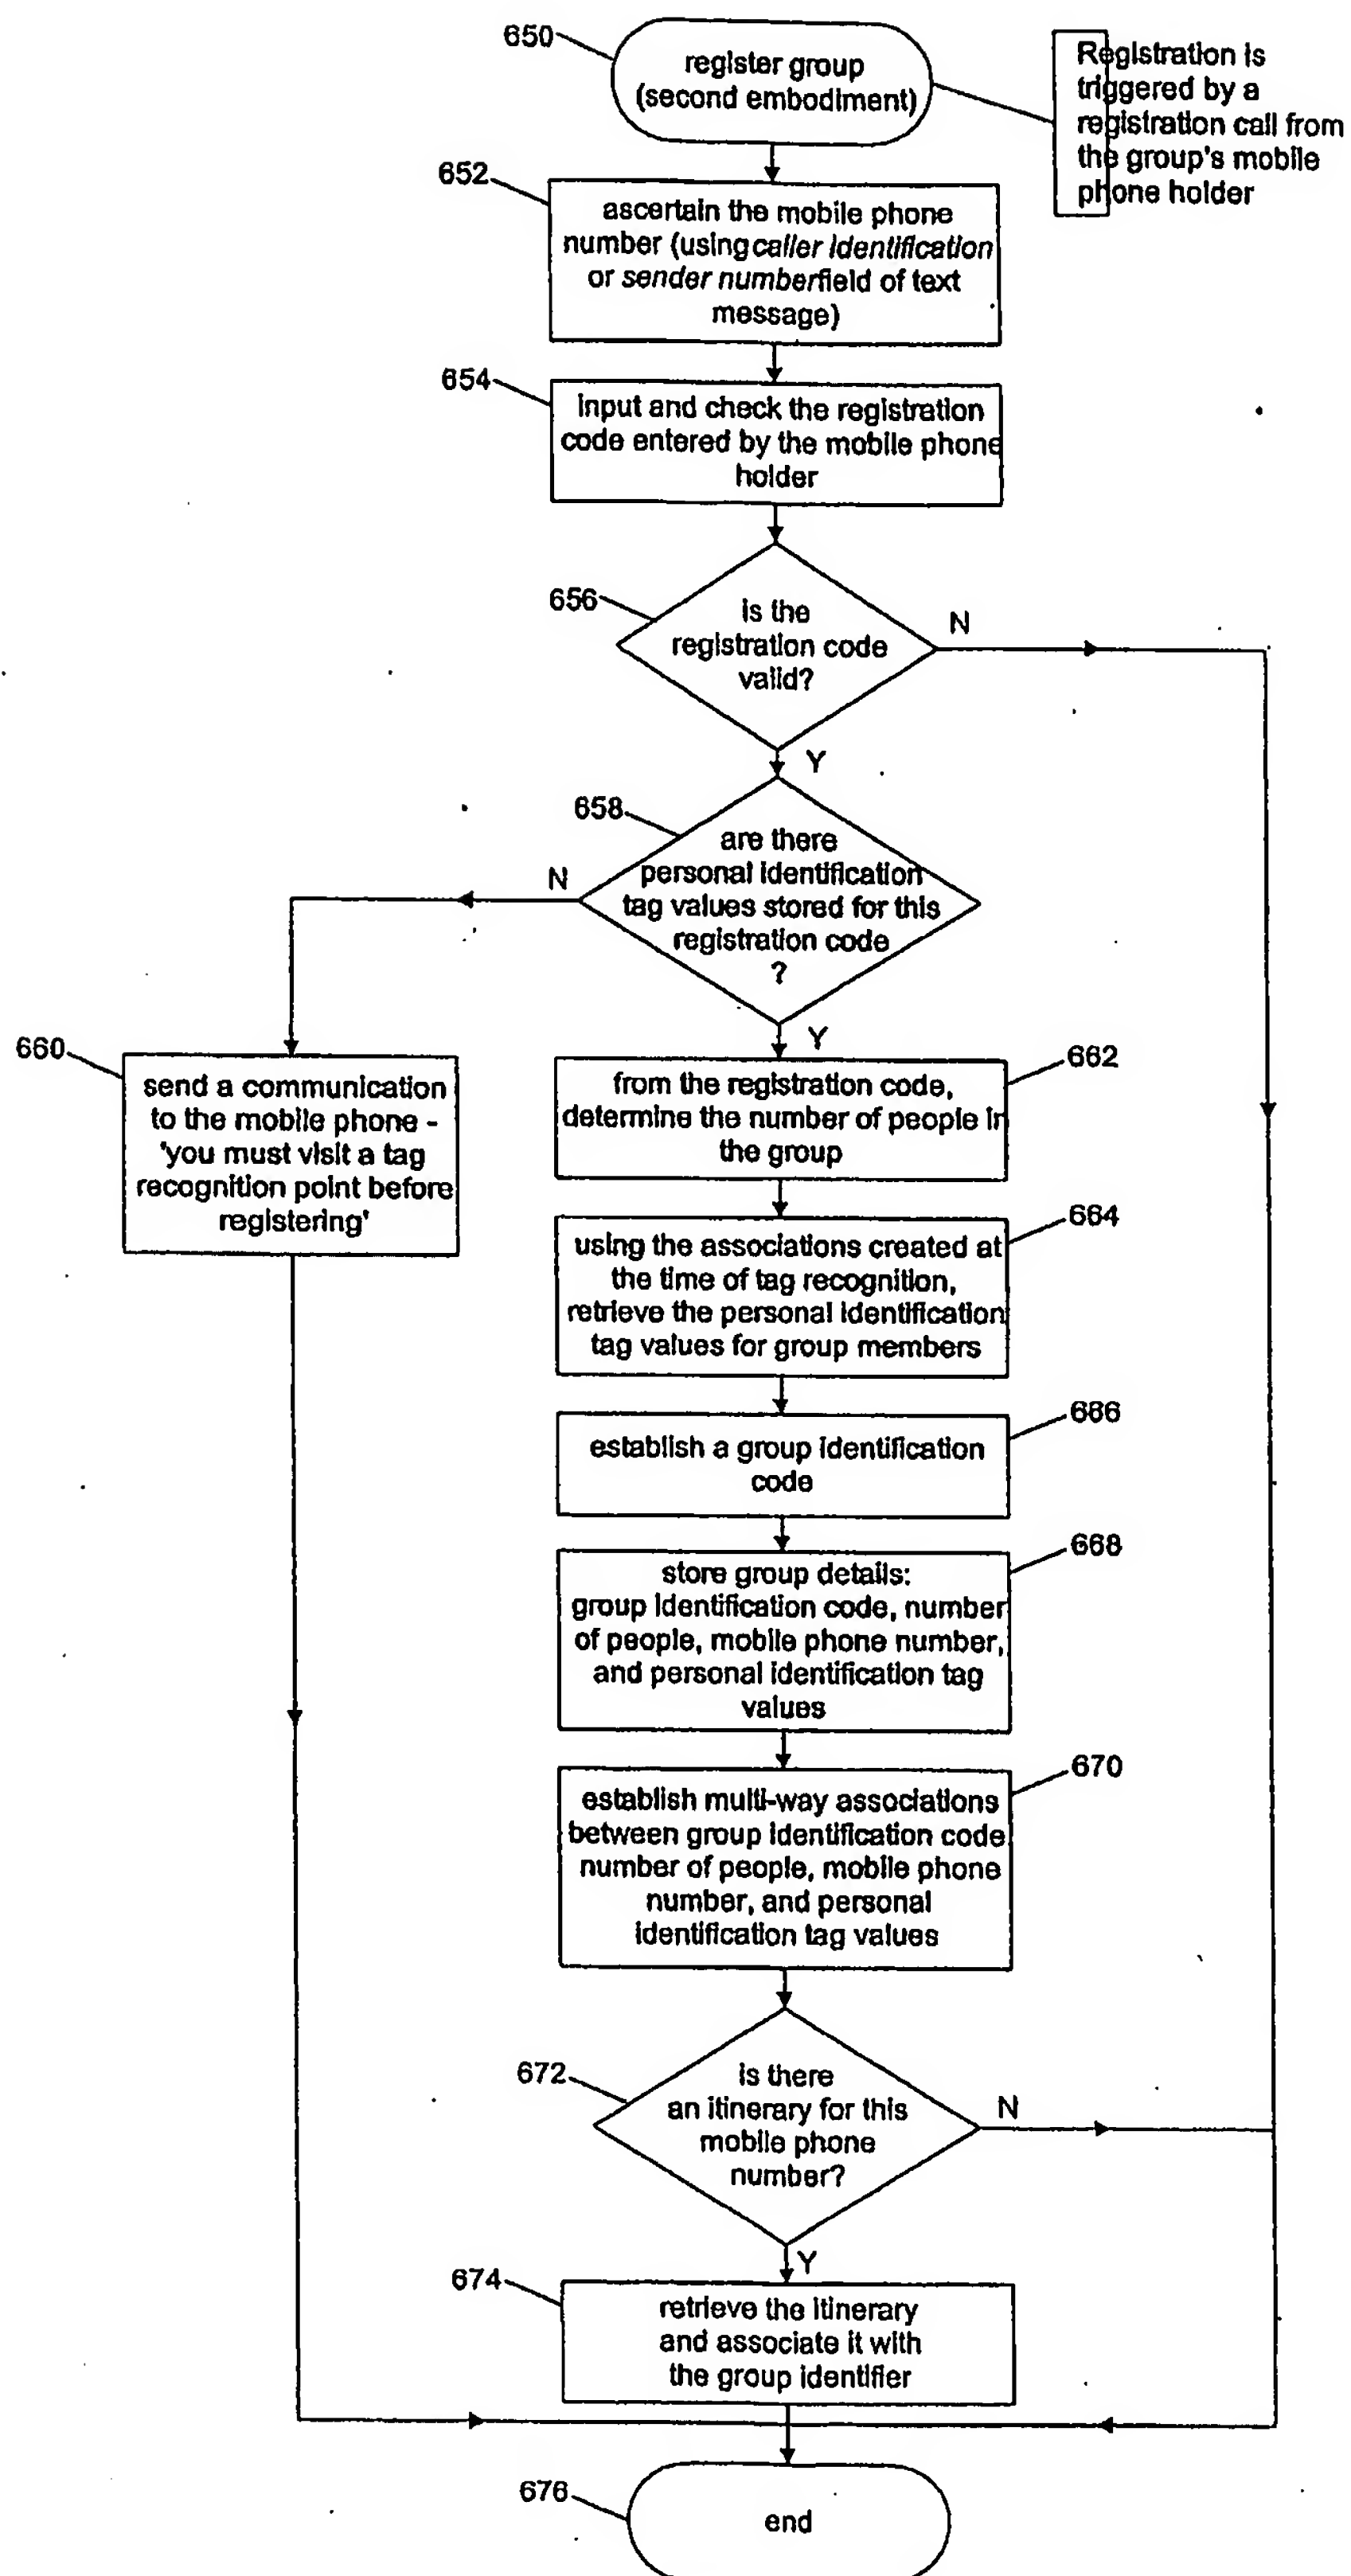 650
register group
(second embodiment)
Registration is
triggered by a
registration call from
the group's mobile
phone holder
652
ascertain the mobile phone
number (using caller identification
or sender number field of text
message)
654
input and check the registration
code entered by the mobile phone
holder
656
is the
registration code
valid?
N
Y
658
are there
personal identification
tag values stored for this
registration code
?
N
Y
660
send a communication
to the mobile phone -
'you must visit a tag
recognition point before
registering'
662
from the registration code,
determine the number of people in
the group
664
using the associations created at
the time of tag recognition,
retrieve the personal identification
tag values for group members
666
establish a group identification
code
668
store group details:
group identification code, number
of people, mobile phone number,
and personal identification tag
values
670
establish multi-way associations
between group identification code
number of people, mobile phone
number, and personal
identification tag values
672
is there
an itinerary for this
mobile phone
number?
N
Y
674
retrieve the itinerary
and associate it with
the group identifier
676
end